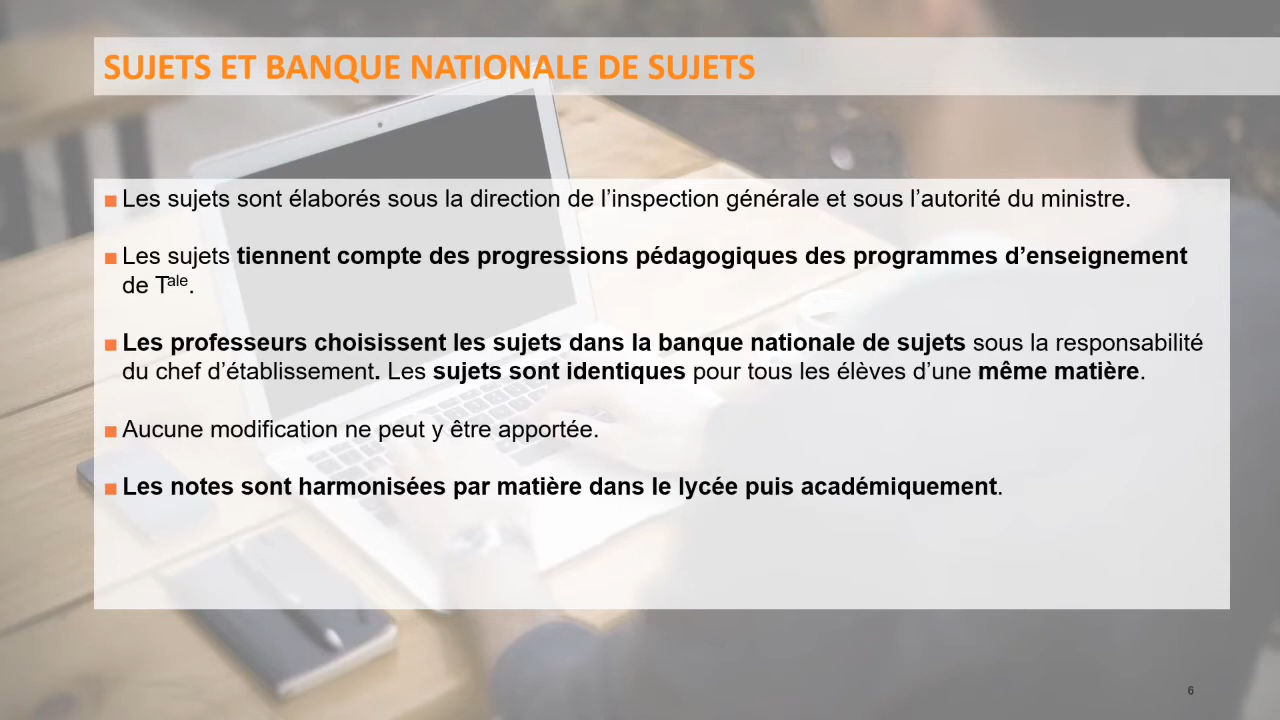 SUJETS ET BANQUE NATIONALE DE SUJETS
■ Les sujets sont élaborés sous la direction de l’inspection générale et sous l’autorité du ministre.
■ Les sujets tiennent compte des progressions pédagogiques des programmes d’enseignement
de Tale.
■ Les professeurs choisissent les sujets dans la banque nationale de sujets sous la responsabilité
du chef d’établissement. Les sujets sont identiques pour tous les élèves d’une même matière.
■ Aucune modification ne peut y être apportée.
■ Les notes sont harmonisées par matière dans le lycée puis académiquement.
6